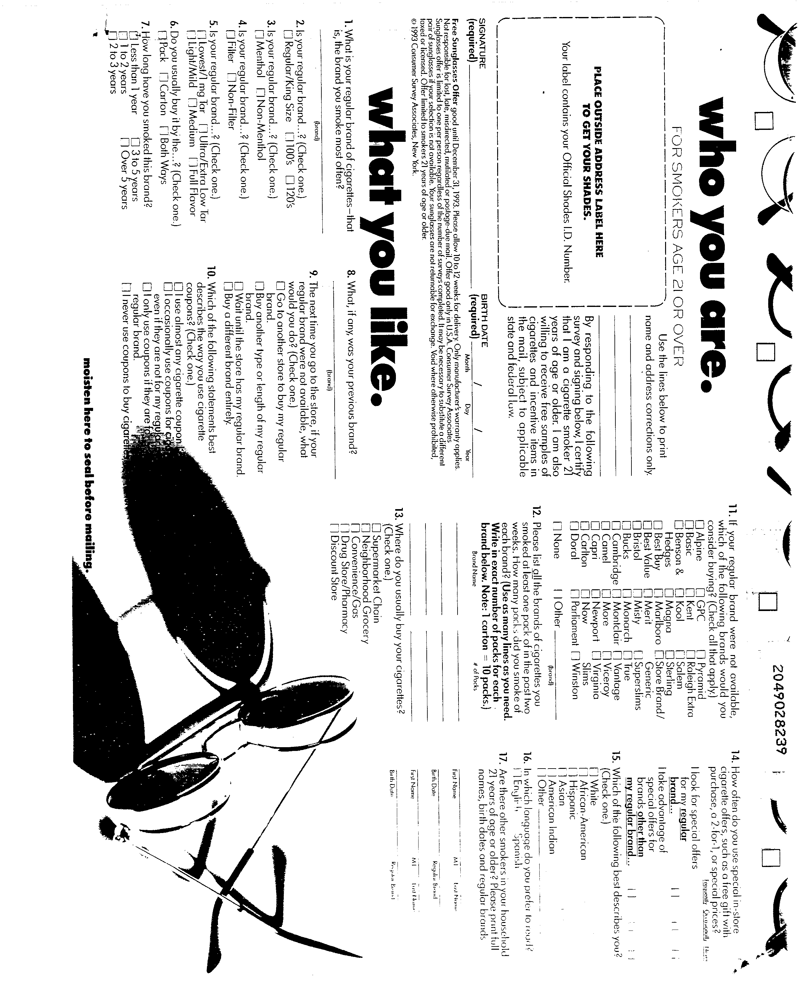 who you are.
FOR SMOKERS AGE 21 OR OVER
PLACE OUTSIDE ADDRESS LABEL HERE
TO GET YOUR SHADES.
Your label contains your Official Shades I.D. Number.
Use the lines below to print
name and address corrections only.
By responding to the following
survey and signing below, I certify
that I am a cigarette smoker 21
years of age or older. I am also
willing to receive free samples of
cigarettes and incentive items in
the mail, subject to applicable
state and federal law.
SIGNATURE
(required)
BIRTH DATE
(required)
/ /
Month Day Year
Free Sunglasses Offer good until December 31, 1993. Please allow 10 to 12 weeks for delivery. Only manufacturer's warranty applies.
Not responsible for lost, late, misdirected, mutilated or postage-due mail. Offer good only in U.S.A. Consumer Survey Associates
Sunglasses offer is limited to one per person regardless of the number of surveys completed. It may be necessary to substitute a different
pair of sunglasses if your selection is not available. Your sunglasses are not returnable for exchange. Void where otherwise prohibited,
taxed or licensed. Offer limited to smokers 21 years of age or older.
© 1993 Consumer Survey Associates, New York.
what you like.
1. What is your regular brand of cigarettes—that
is, the brand you smoke most often?
(brand)
2. Is your regular brand...? (Check one.)
Regular/King Size 100's 120's
3. Is your regular brand...? (Check one.)
Menthol Non-Menthol
4. Is your regular brand...? (Check one.)
Filter Non-Filter
5. Is your regular brand...? (Check one.)
Lowest/1 mg Tar Ultra/Extra Low Tar
Light/Mild Medium Full Flavor
6. Do you usually buy it by the...? (Check one.)
Pack Carton Both Ways
7. How long have you smoked this brand?
Less than 1 year 3 to 5 years
1 to 2 years Over 5 years
2 to 3 years
8. What, if any, was your previous brand?
(brand)
9. The next time you go to the store, if your
regular brand were not available, what
would you do? (Check one.)
Go to another store to buy my regular
brand.
Buy another type or length of my regular
brand.
Wait until the store has my regular brand.
Buy a different brand entirely.
10. Which of the following statements best
describes the way you use cigarette
coupons? (Check one.)
I use almost any cigarette coupon.
I occasionally use coupons for
even if they are not for my regular
I only use coupons if they are
regular brand.
I never use coupons to buy cigarettes
moisten here to seal before mailing.
11. If your regular brand were not available,
which of the following brands would you
consider buying? (Check all that apply.)
Alpine GPC Pyramid
Basic Kent Raleigh Extra
Benson & Kool Salem
Hedges Magna Sterling
Best Buy Marlboro Store Brand/
Best Value Merit Generic
Bristol Misty Superslims
Bucks Monarch True
Cambridge Montclair Vantage
Camel More Viceroy
Capri Newport Virginia
Carlton Now Slims
Doral Parliament Winston
None Other
(brand)
12. Please list all the brands of cigarettes you
smoked at least one pack of in the past two
weeks. How many packs did you smoke of
each brand? (Use as many lines as you need.
Write in exact number of packs for each
brand below. Note: 1 carton = 10 packs.)
Brand Name # of Packs
13. Where do you usually buy your cigarettes?
(Check one.)
Supermarket Chain
Neighborhood Grocery
Convenience/Gas
Drug Store/Pharmacy
Discount Store
2049028239
14. How often do you use special in-store
cigarette offers, such as a free gift with
purchase, a 2-for-1, or special prices?
I look for special offers
for my regular
brand...
I take advantage of
special offers for
brands other than
my regular brand...
15. Which of the following best describes you?
(Check one.)
White
African-American
Hispanic
Asian
American Indian
Other
16. In which language do you prefer to read?
English Spanish
17. Are there other smokers in your household
21 years of age or older? Please print full
names, birth dates and regular brands.
First Name M.I. Last Name
Birth Date Regular Brand
First Name M.I. Last Name
Birth Date Regular Brand